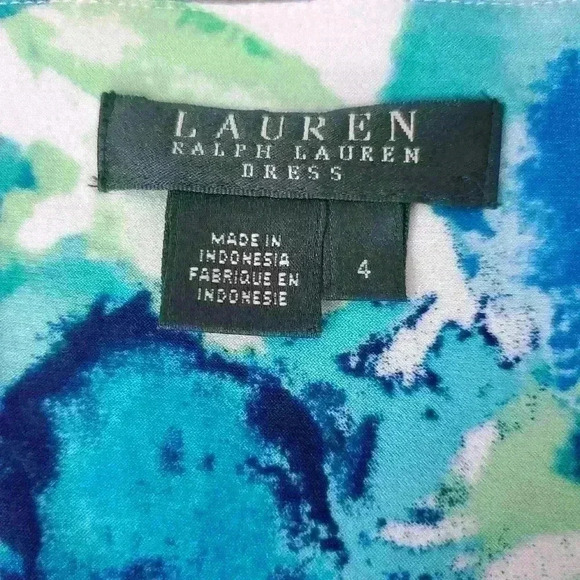 LAUREN
RALPH LAUREN
DRESS
MADE IN
INDONESIA
FABRIQUE EN
INDONESIE
4